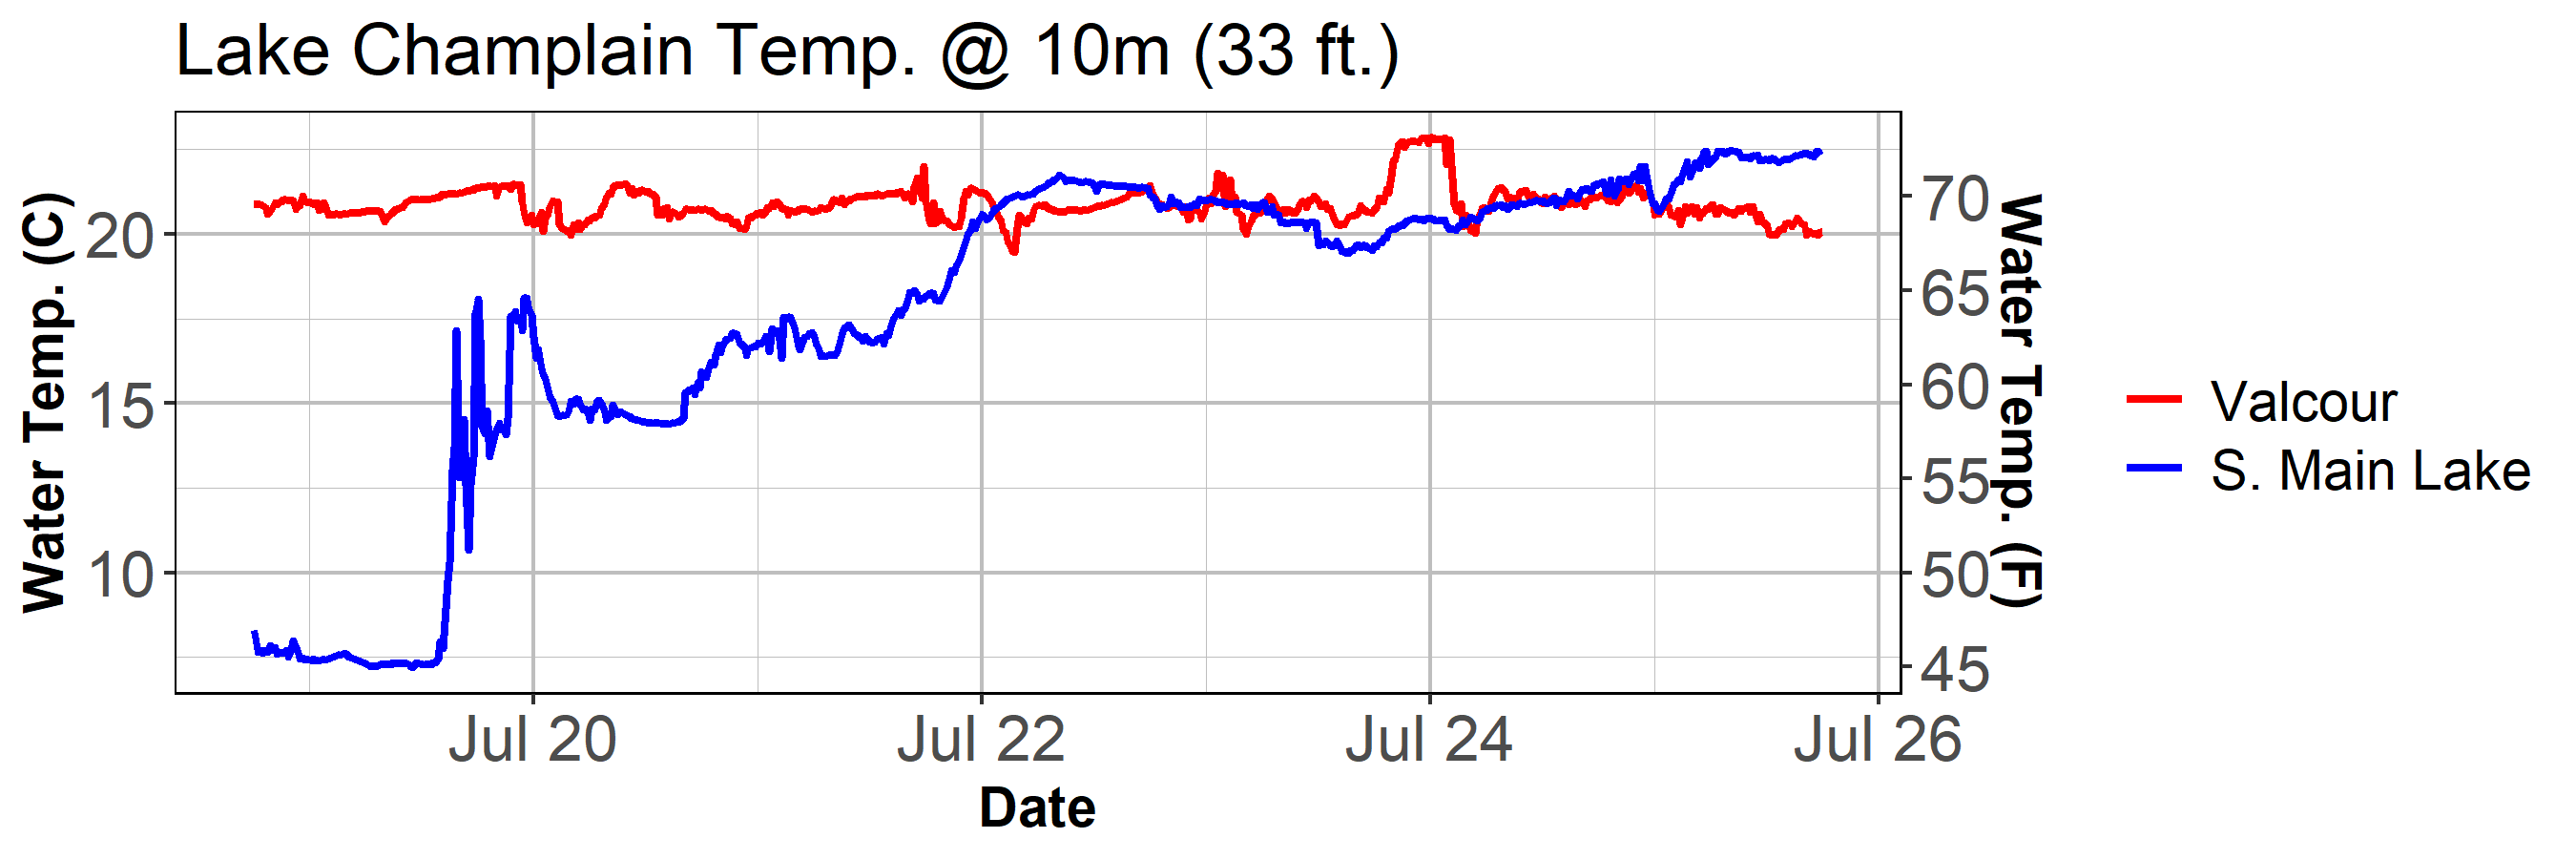 Lake Champlain Temp. @ 10m (33 ft.)
Water Temp. (C)
20
15
10
70
65
60
55
50
45
Water Temp. (F)
Jul 20
Jul 22
Jul 24
Jul 26
Date
Valcour
S. Main Lake